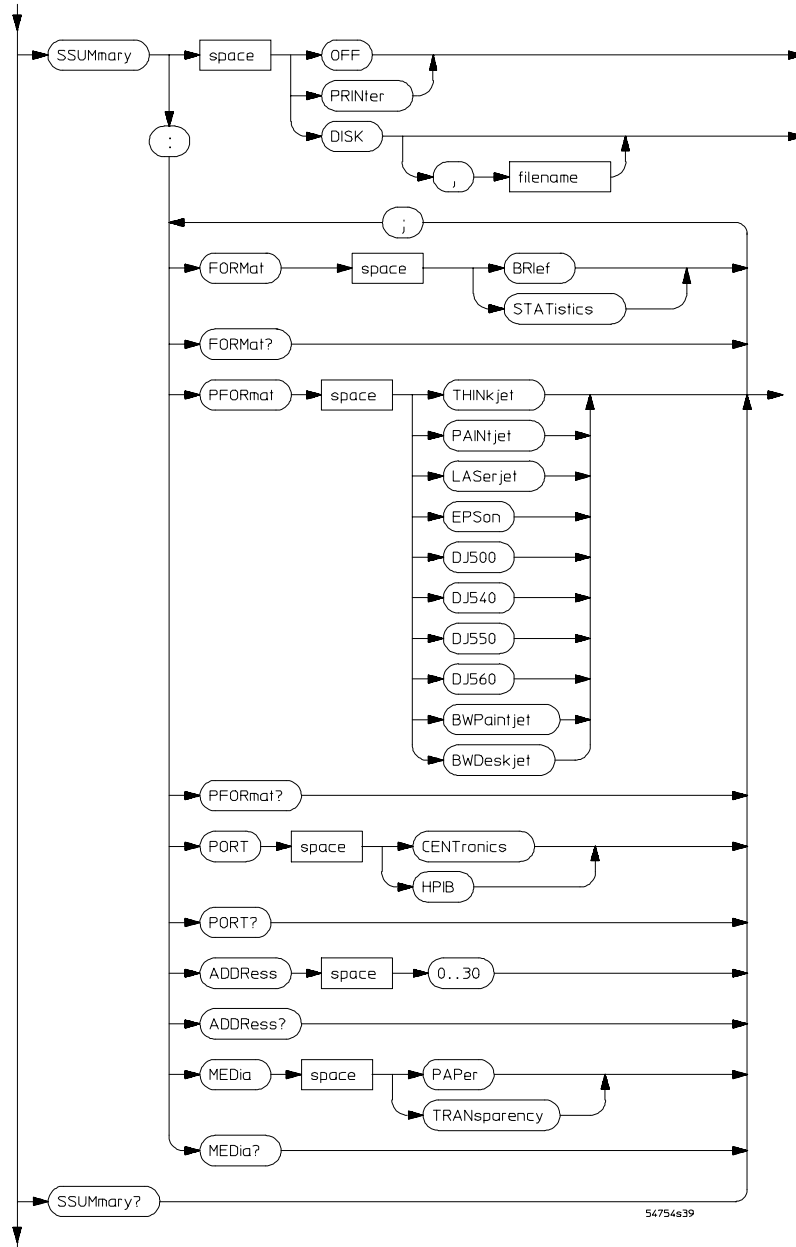 SSUMmary space OFF
PRINter
: DISK
, filename
;
FORMat space BRIef
STATistics
FORMat?
PFORmat space THINkjet
PAINtjet
LASerjet
EPSon
DJ500
DJ540
DJ550
DJ560
BWPaintjet
BWDeskjet
PFORmat?
PORT space CENTronics
HPIB
PORT?
ADDRess space 0..30
ADDRess?
MEDia space PAPer
TRANsparency
MEDia?
SSUMmary?
54754s39